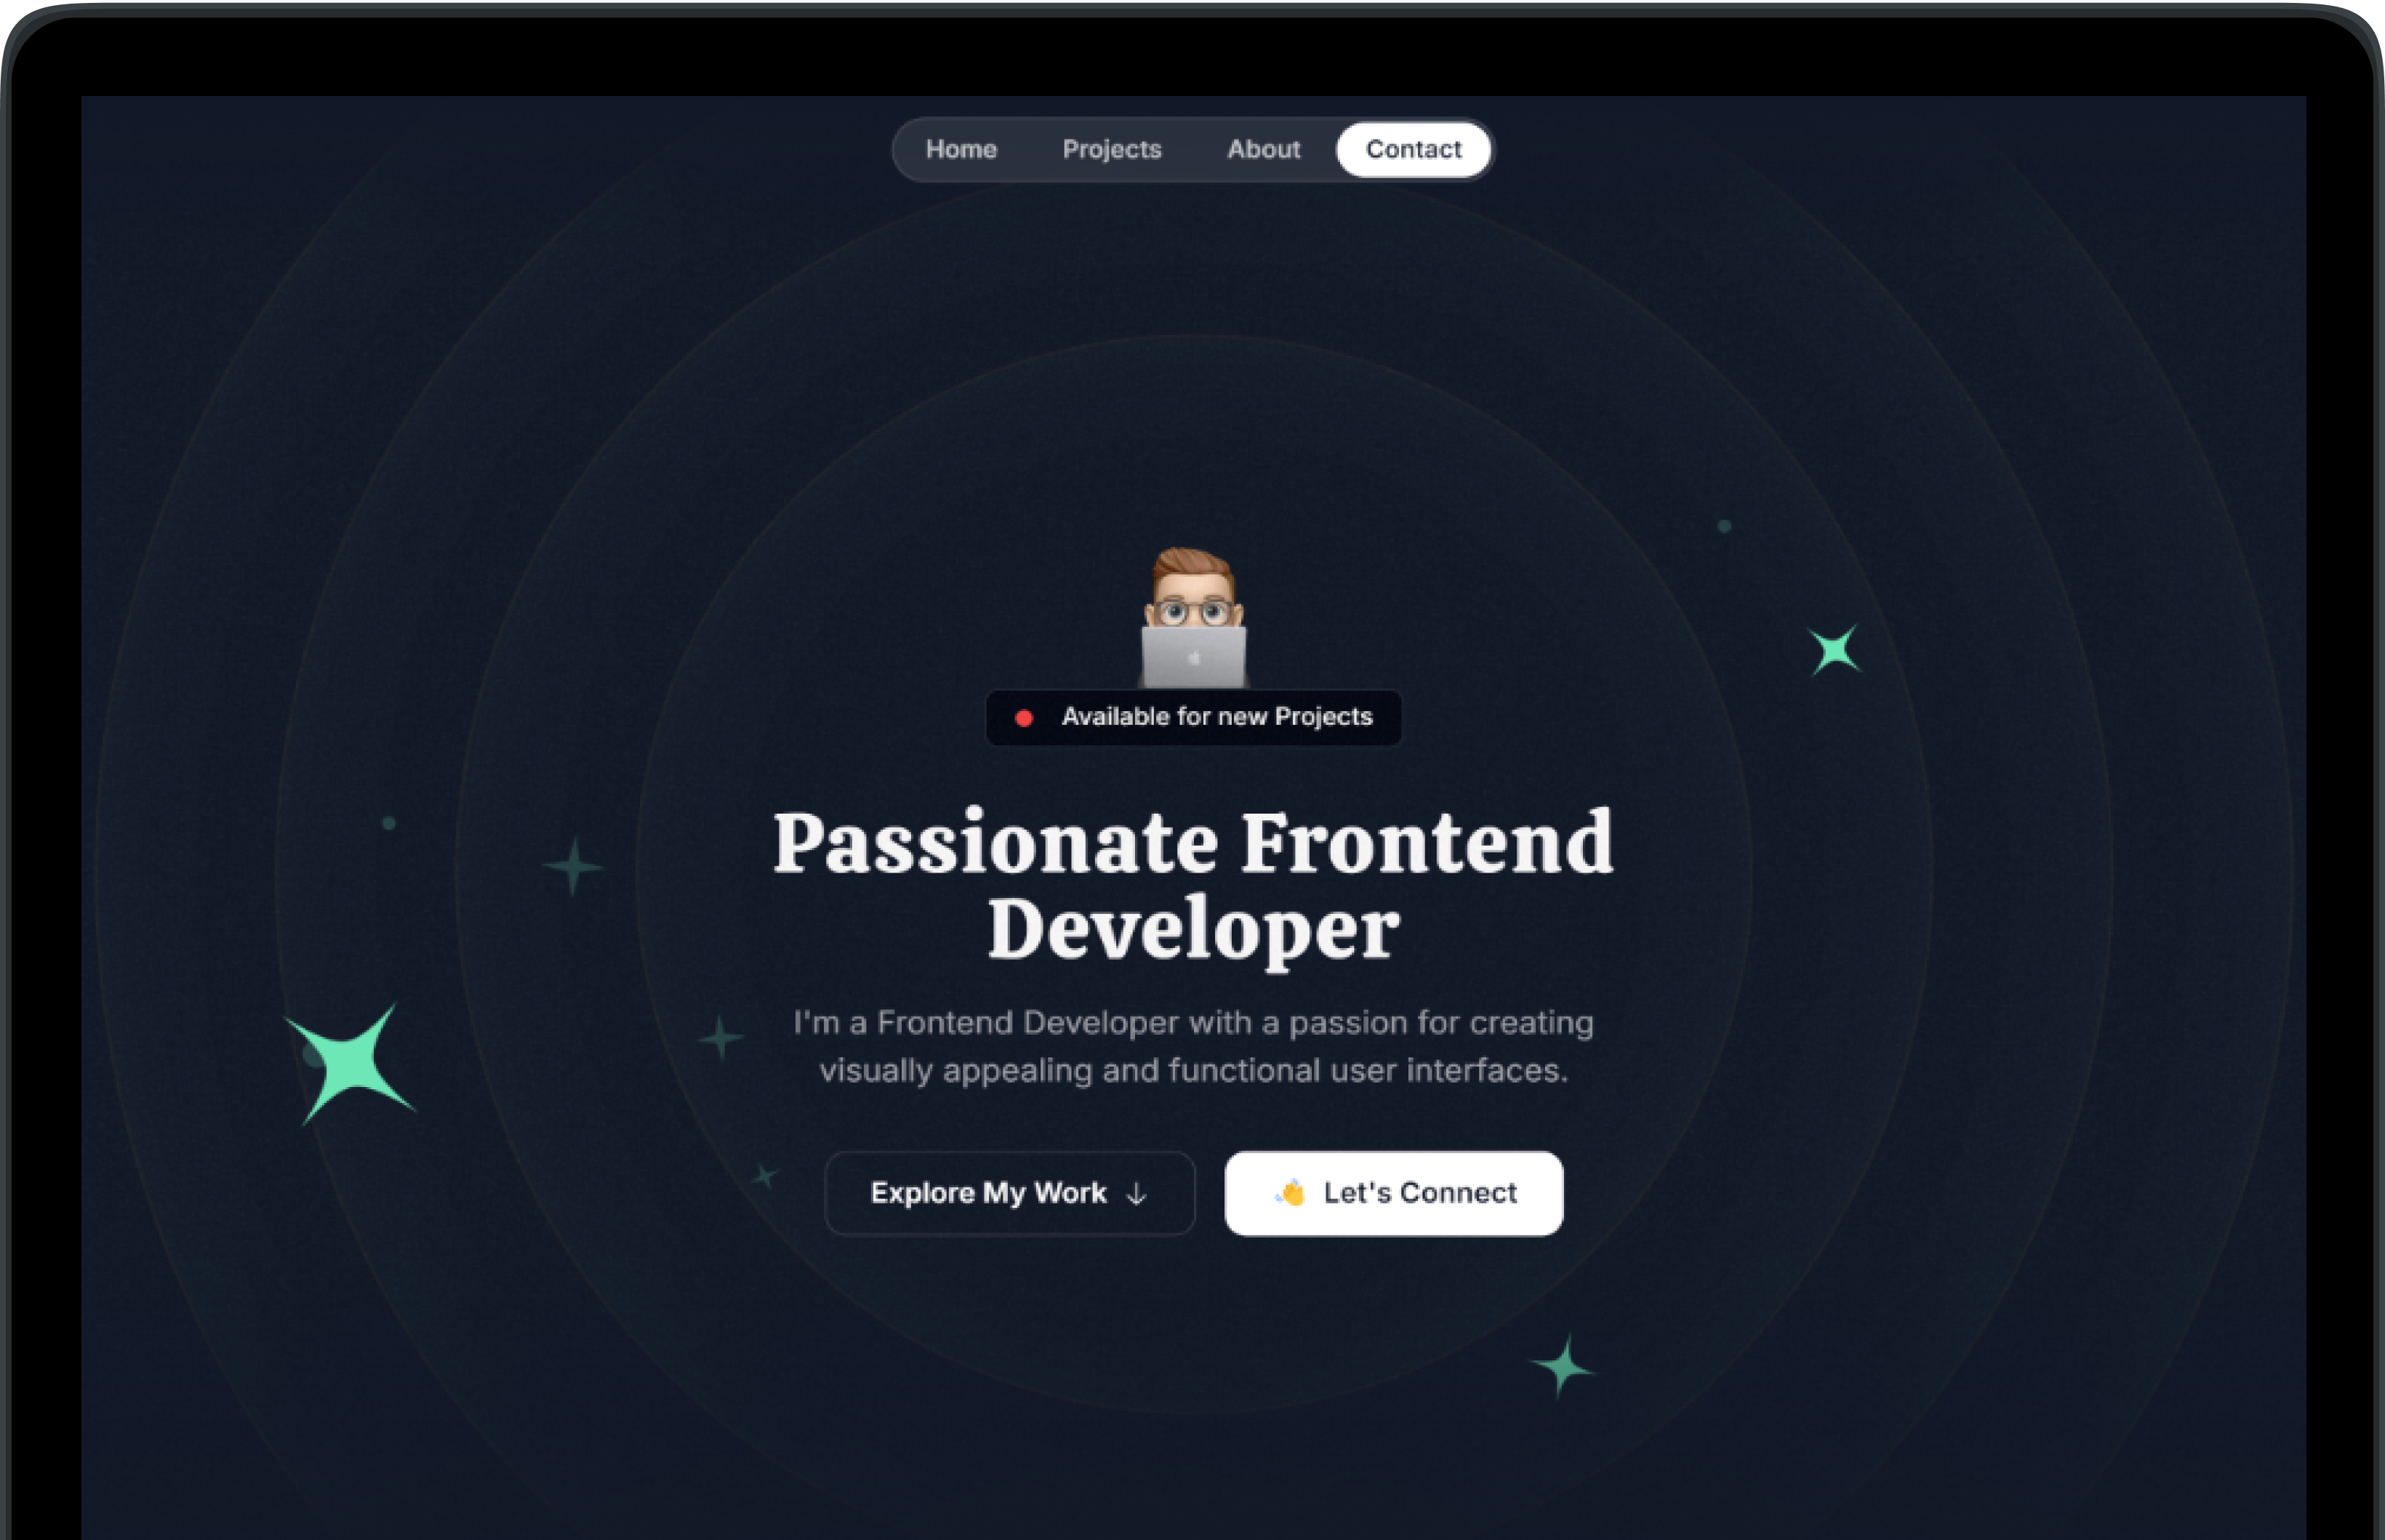 Home Projects About Contact
Available for new Projects
Passionate Frontend
Developer
I'm a Frontend Developer with a passion for creating
visually appealing and functional user interfaces.
Explore My Work ↓ 👏 Let's Connect